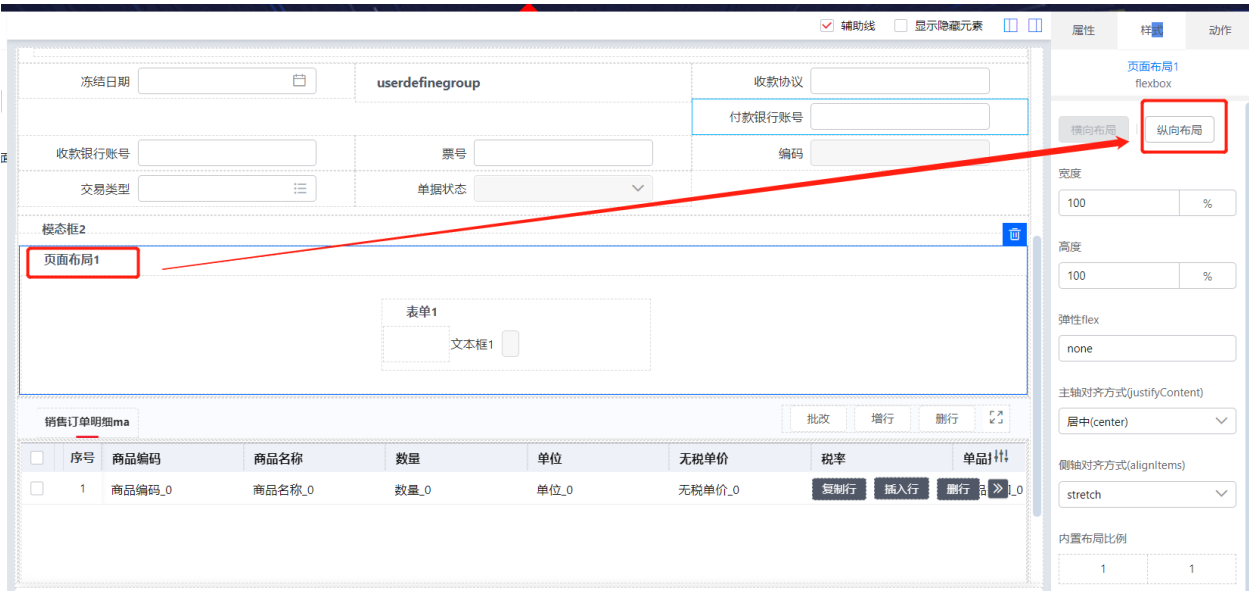 辅助线 显示隐藏元素
属性 样式 动作
页面布局1
flexbox
冻结日期 userdefinegroup 收款协议
付款银行账号
横向布局 纵向布局
收款银行账号 票号 编码
面
宽度
交易类型 单据状态
100 %
模态框2
高度
页面布局1
100 %
表单1
弹性flex
文本框1
none
主轴对齐方式(justifyContent)
销售订单明细ma 批改 增行 删行
居中(center)
序号 商品编码 商品名称 数量 单位 无税单价 税率 单品
侧轴对齐方式(alignItems)
1 商品编码_0 商品名称_0 数量_0 单位_0 无税单价_0 复制行 插入行 删行 _0
stretch
内置布局比例
1 1